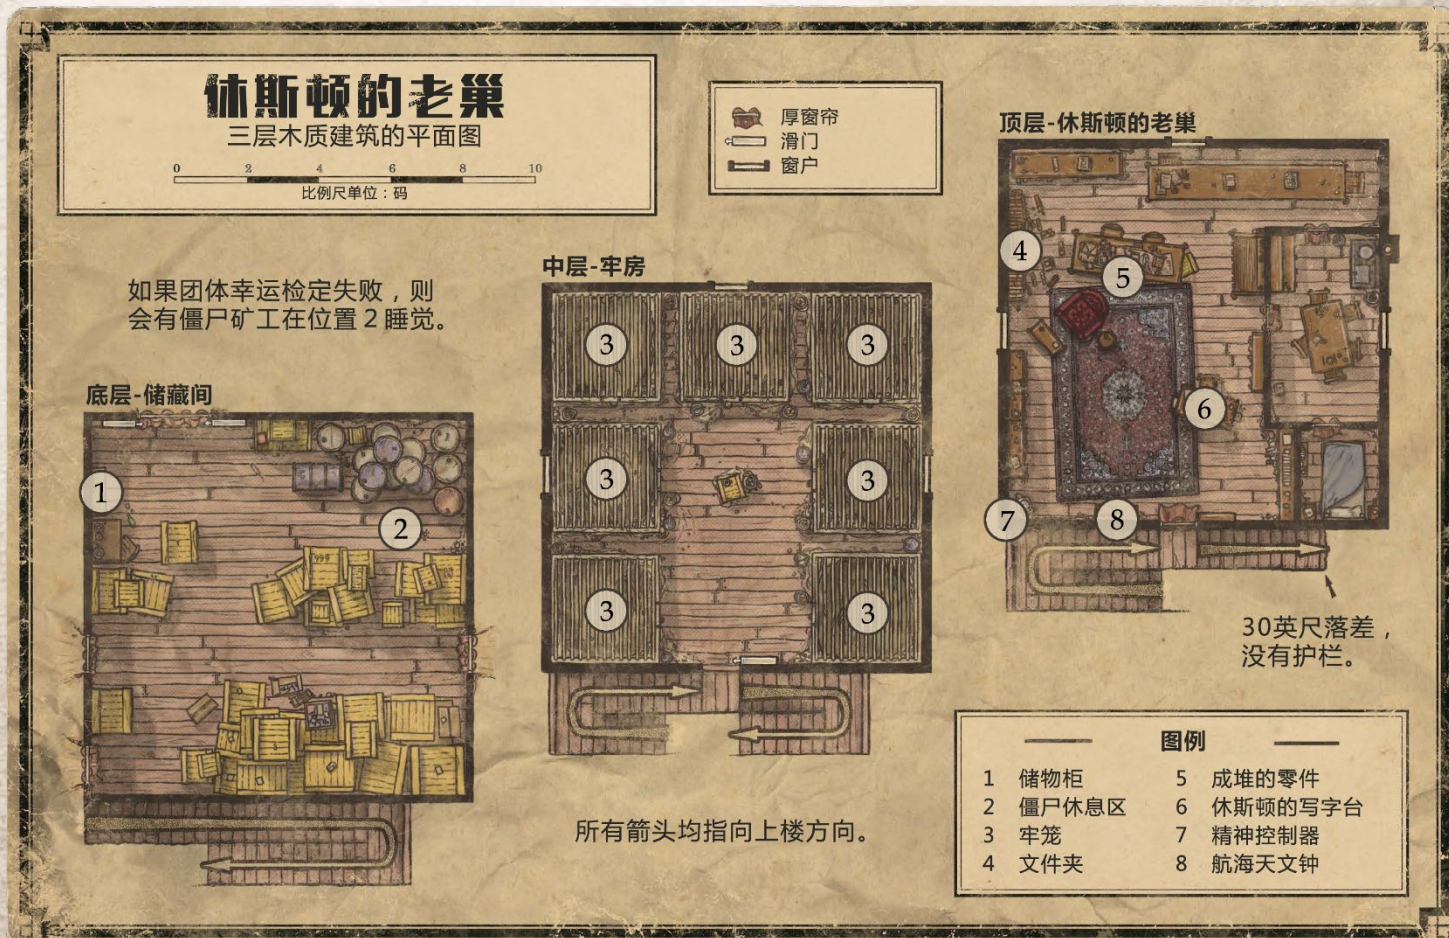 休斯顿的老巢
三层木质建筑的平面图
0 2 4 6 8 10
比例尺单位：码
厚窗帘
滑门
窗户
如果团体幸运检定失败，则
会有僵尸矿工在位置2睡觉。
底层-储藏间
1
2
中层-牢房
3 3 3
3 3
3 3
所有箭头均指向上楼方向。
顶层-休斯顿的老巢
4
5
6
7 8
30英尺落差，
没有护栏。
图例
1 储物柜
2 僵尸休息区
3 牢笼
4 文件夹
5 成堆的零件
6 休斯顿的写字台
7 精神控制器
8 航海天文钟